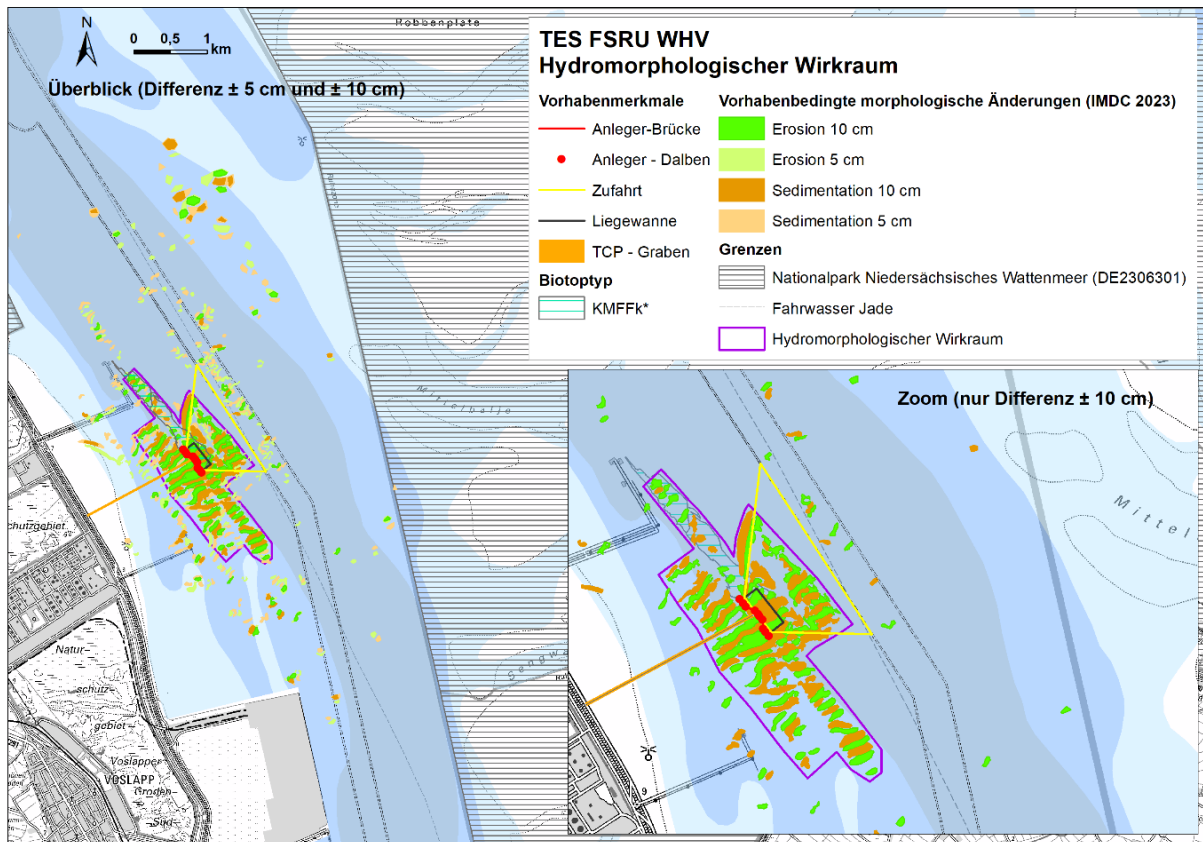 Robbenplate
N
0 0,5 1
km
Überblick (Differenz ± 5 cm und ± 10 cm)
TES FSRU WHV
Hydromorphologischer Wirkraum
Vorhabenmerkmale
Anleger-Brücke
Anleger - Dalben
Zufahrt
Liegewanne
TCP - Graben
Biotoptyp
KMFFk*
Vorhabenbedingte morphologische Änderungen (IMDC 2023)
Erosion 10 cm
Erosion 5 cm
Sedimentation 10 cm
Sedimentation 5 cm
Grenzen
Nationalpark Niedersächsisches Wattenmeer (DE2306301)
Fahrwasser Jade
Hydromorphologischer Wirkraum
Mittelbalje
Zoom (nur Differenz ± 10 cm)
Mittel
chutzgebiet
Natur
schutz-
gebiet
Voslapper
VOSLAPP
Groden
Süd
9